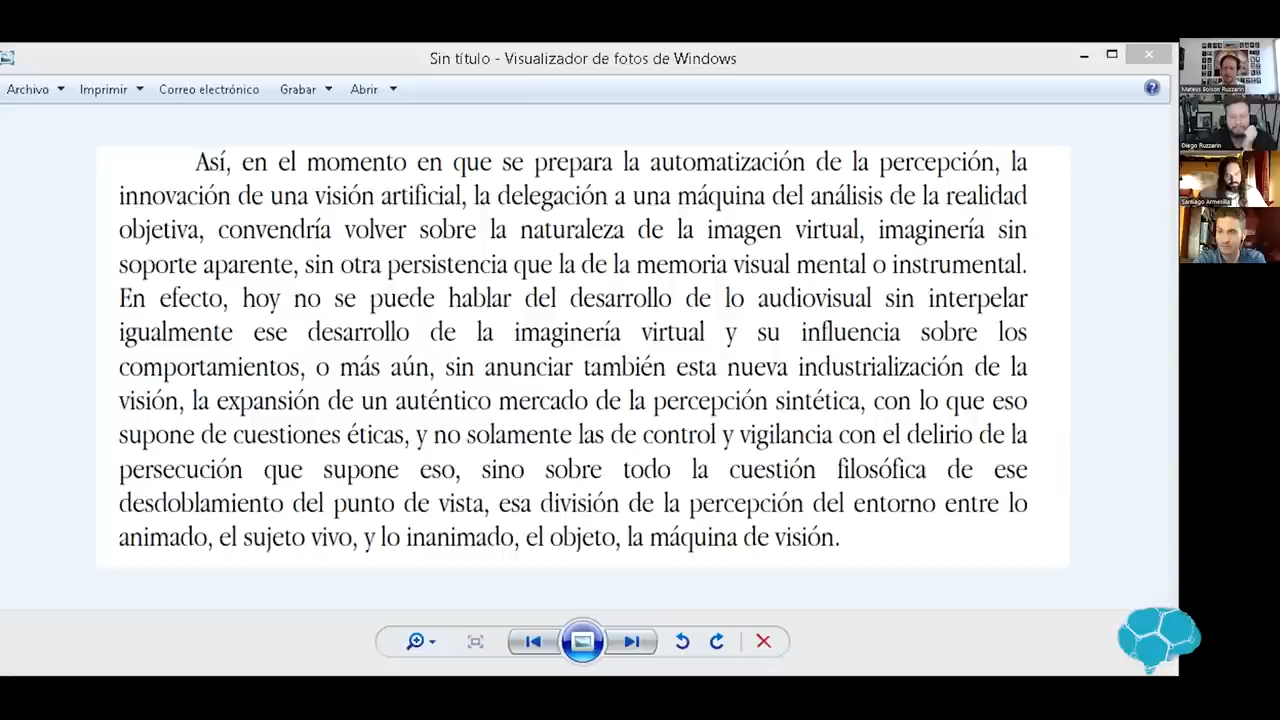 Sin título - Visualizador de fotos de Windows
Archivo Imprimir Correo electrónico Grabar Abrir
Así, en el momento en que se prepara la automatización de la percepción, la
innovación de una visión artificial, la delegación a una máquina del análisis de la realidad
objetiva, convendría volver sobre la naturaleza de la imagen virtual, imaginería sin
soporte aparente, sin otra persistencia que la de la memoria visual mental o instrumental.
En efecto, hoy no se puede hablar del desarrollo de lo audiovisual sin interpelar
igualmente ese desarrollo de la imaginería virtual y su influencia sobre los
comportamientos, o más aún, sin anunciar también esta nueva industrialización de la
visión, la expansión de un auténtico mercado de la percepción sintética, con lo que eso
supone de cuestiones éticas, y no solamente las de control y vigilancia con el delirio de la
persecución que supone eso, sino sobre todo la cuestión filosófica de ese
desdoblamiento del punto de vista, esa división de la percepción del entorno entre lo
animado, el sujeto vivo, y lo inanimado, el objeto, la máquina de visión.
Diego Ruzzarin
Santiago Armesilla